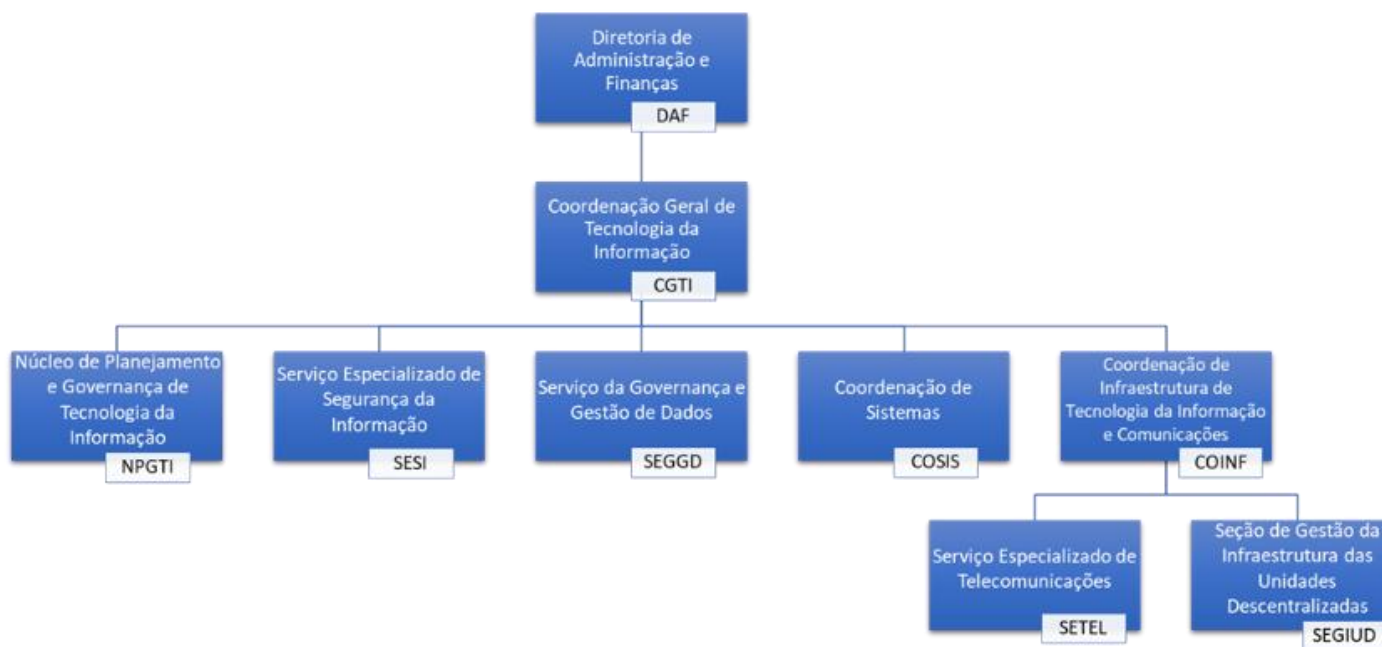 Diretoria de
Administração e
Finanças
DAF
Coordenação Geral de
Tecnologia da
Informação
CGTI
Núcleo de Planejamento
e Governança de
Tecnologia da
Informação
NPGTI
Serviço Especializado de
Segurança da
Informação
SESI
Serviço da Governança e
Gestão de Dados
SEGGD
Coordenação de
Sistemas
COSIS
Coordenação de
Infraestrutura de
Tecnologia da Informação
e Comunicações
COINF
Serviço Especializado de
Telecomunicações
SETEL
Seção de Gestão da
Infraestrutura das
Unidades
Descentralizadas
SEGIUD